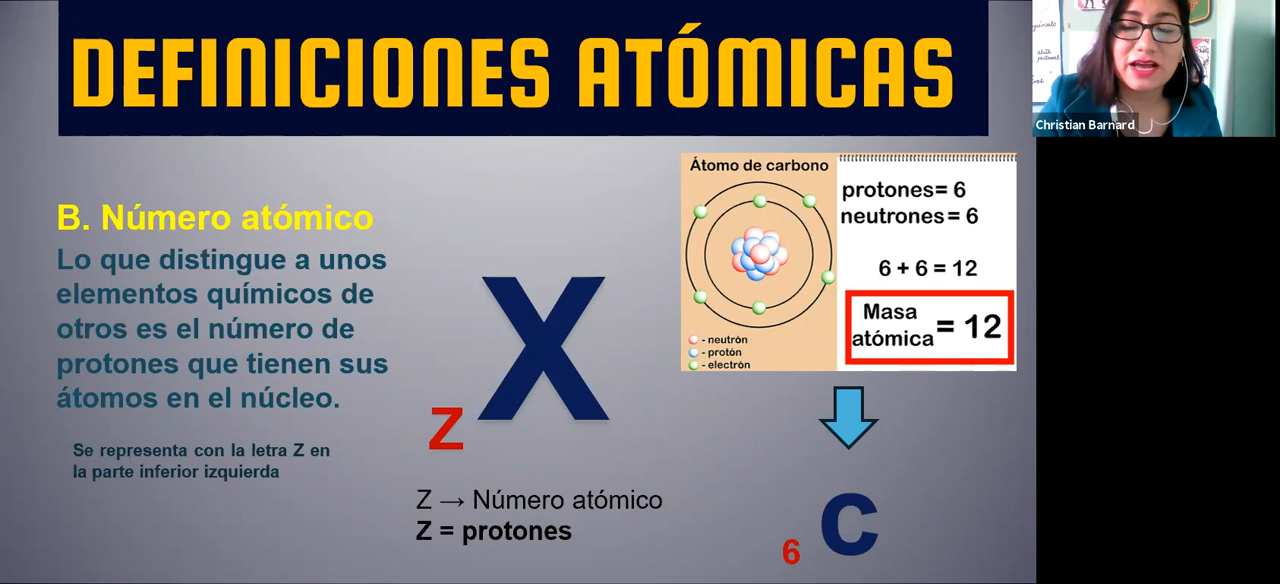 DEFINICIONES ATÓMICAS
Christian Barnard
B. Número atómico
Lo que distingue a unos
elementos químicos de
otros es el número de
protones que tienen sus
átomos en el núcleo.
Se representa con la letra Z en
la parte inferior izquierda
X
Z
Z → Número atómico
Z = protones
Átomo de carbono
- neutrón
- protón
- electrón
protones= 6
neutrones= 6
6 + 6 = 12
Masa
atómica = 12
C
6